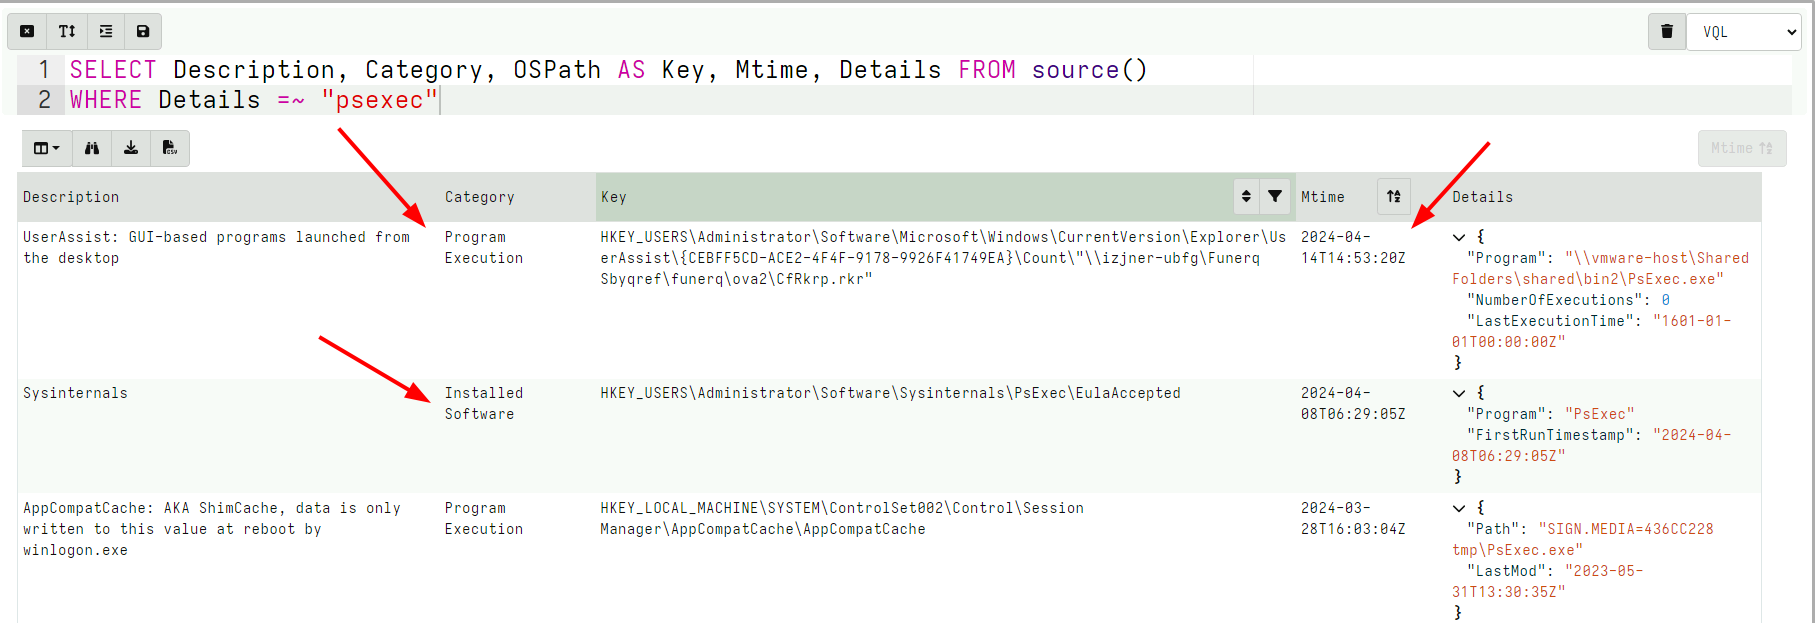 VQL
1 SELECT Description, Category, OSPath AS Key, Mtime, Details FROM source()
2 WHERE Details =~ "psexec"
Mtime
Description Category Key Mtime Details
UserAssist: GUI-based programs launched from
the desktop
Program
Execution
HKEY_USERS\Administrator\Software\Microsoft\Windows\CurrentVersion\Explorer\Us
erAssist\{CEBFF5CD-ACE2-4F4F-9178-9926F41749EA}\Count\"\\izjner-ubfg\Funerq
Sbyqref\funerq\ova2\CfRkrp.rkr"
2024-04-
14T14:53:20Z
{
"Program": "\\vmware-host\Shared
Folders\shared\bin2\PsExec.exe"
"NumberOfExecutions": 0
"LastExecutionTime": "1601-01-
01T00:00:00Z"
}
Sysinternals
Installed
Software
HKEY_USERS\Administrator\Software\Sysinternals\PsExec\EulaAccepted
2024-04-
08T06:29:05Z
{
"Program": "PsExec"
"FirstRunTimestamp": "2024-04-
08T06:29:05Z"
}
AppCompatCache: AKA ShimCache, data is only
written to this value at reboot by
winlogon.exe
Program
Execution
HKEY_LOCAL_MACHINE\SYSTEM\ControlSet002\Control\Session
Manager\AppCompatCache\AppCompatCache
2024-03-
28T16:03:04Z
{
"Path": "SIGN.MEDIA=436CC228
tmp\PsExec.exe"
"LastMod": "2023-05-
31T13:30:35Z"
}